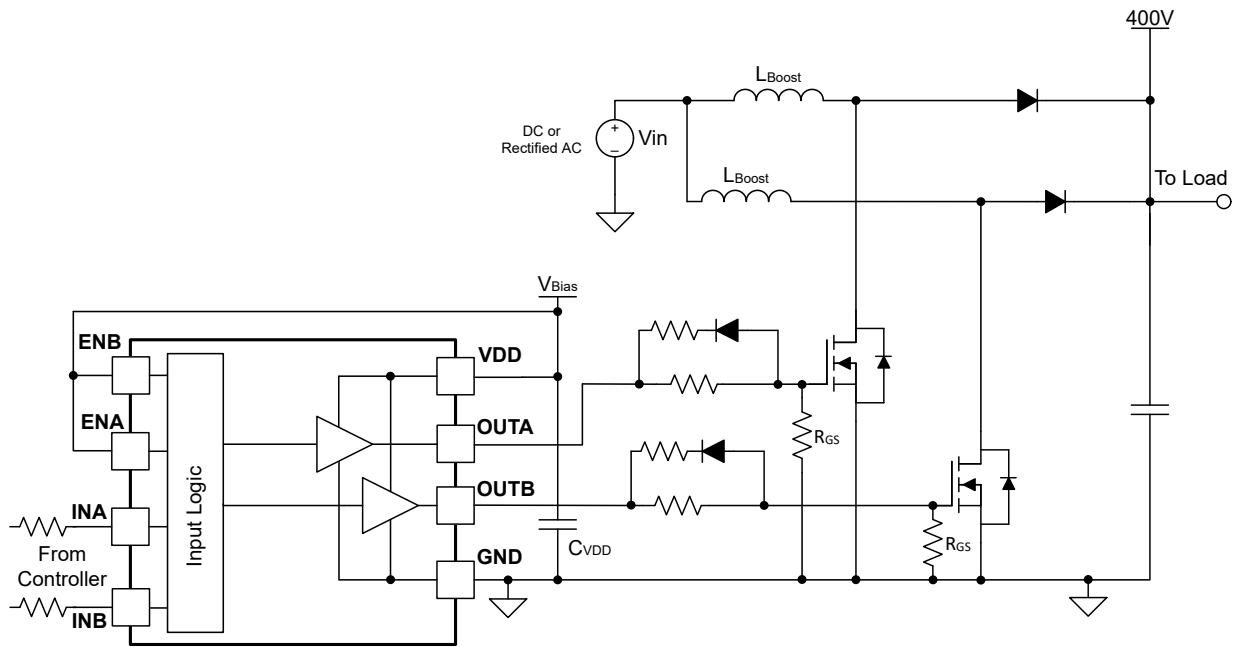 400V
LBoost
DC or
Rectified AC
+
–
Vin
LBoost
To Load
VBias
ENB
VDD
ENA
OUTA
RGS
Input Logic
INA
OUTB
From
Controller
CVDD
RGS
GND
INB